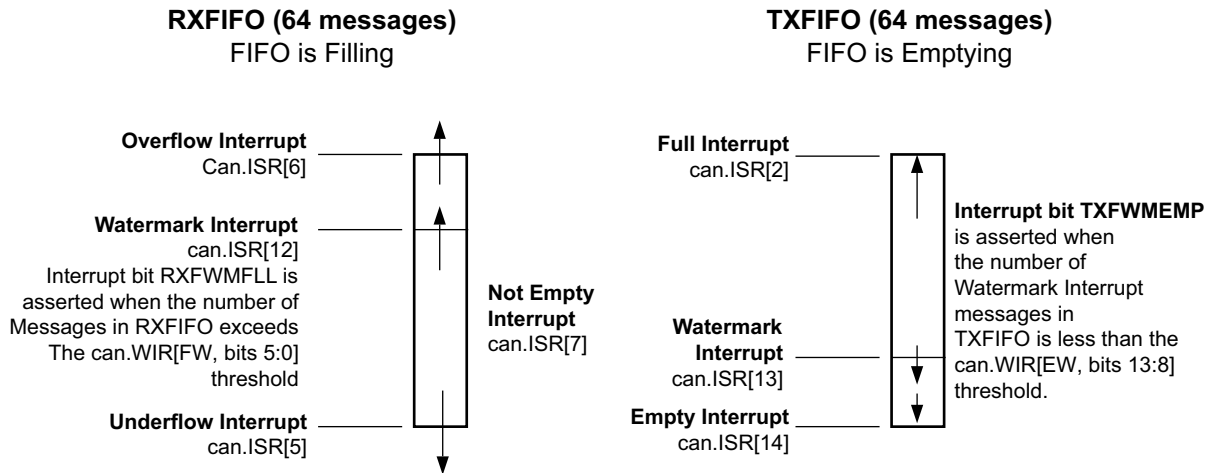 RXFIFO (64 messages)
FIFO is Filling
Overflow Interrupt
Can.ISR[6]
Watermark Interrupt
can.ISR[12]
Interrupt bit RXFWMFLL is
asserted when the number of
Messages in RXFIFO exceeds
The can.WIR[FW, bits 5:0]
threshold
Not Empty
Interrupt
can.ISR[7]
Underflow Interrupt
can.ISR[5]
TXFIFO (64 messages)
FIFO is Emptying
Full Interrupt
can.ISR[2]
Interrupt bit TXFWMEMP
is asserted when
the number of
Watermark Interrupt
messages in
TXFIFO is less than the
can.WIR[EW, bits 13:8]
threshold.
Watermark
Interrupt
can.ISR[13]
Empty Interrupt
can.ISR[14]